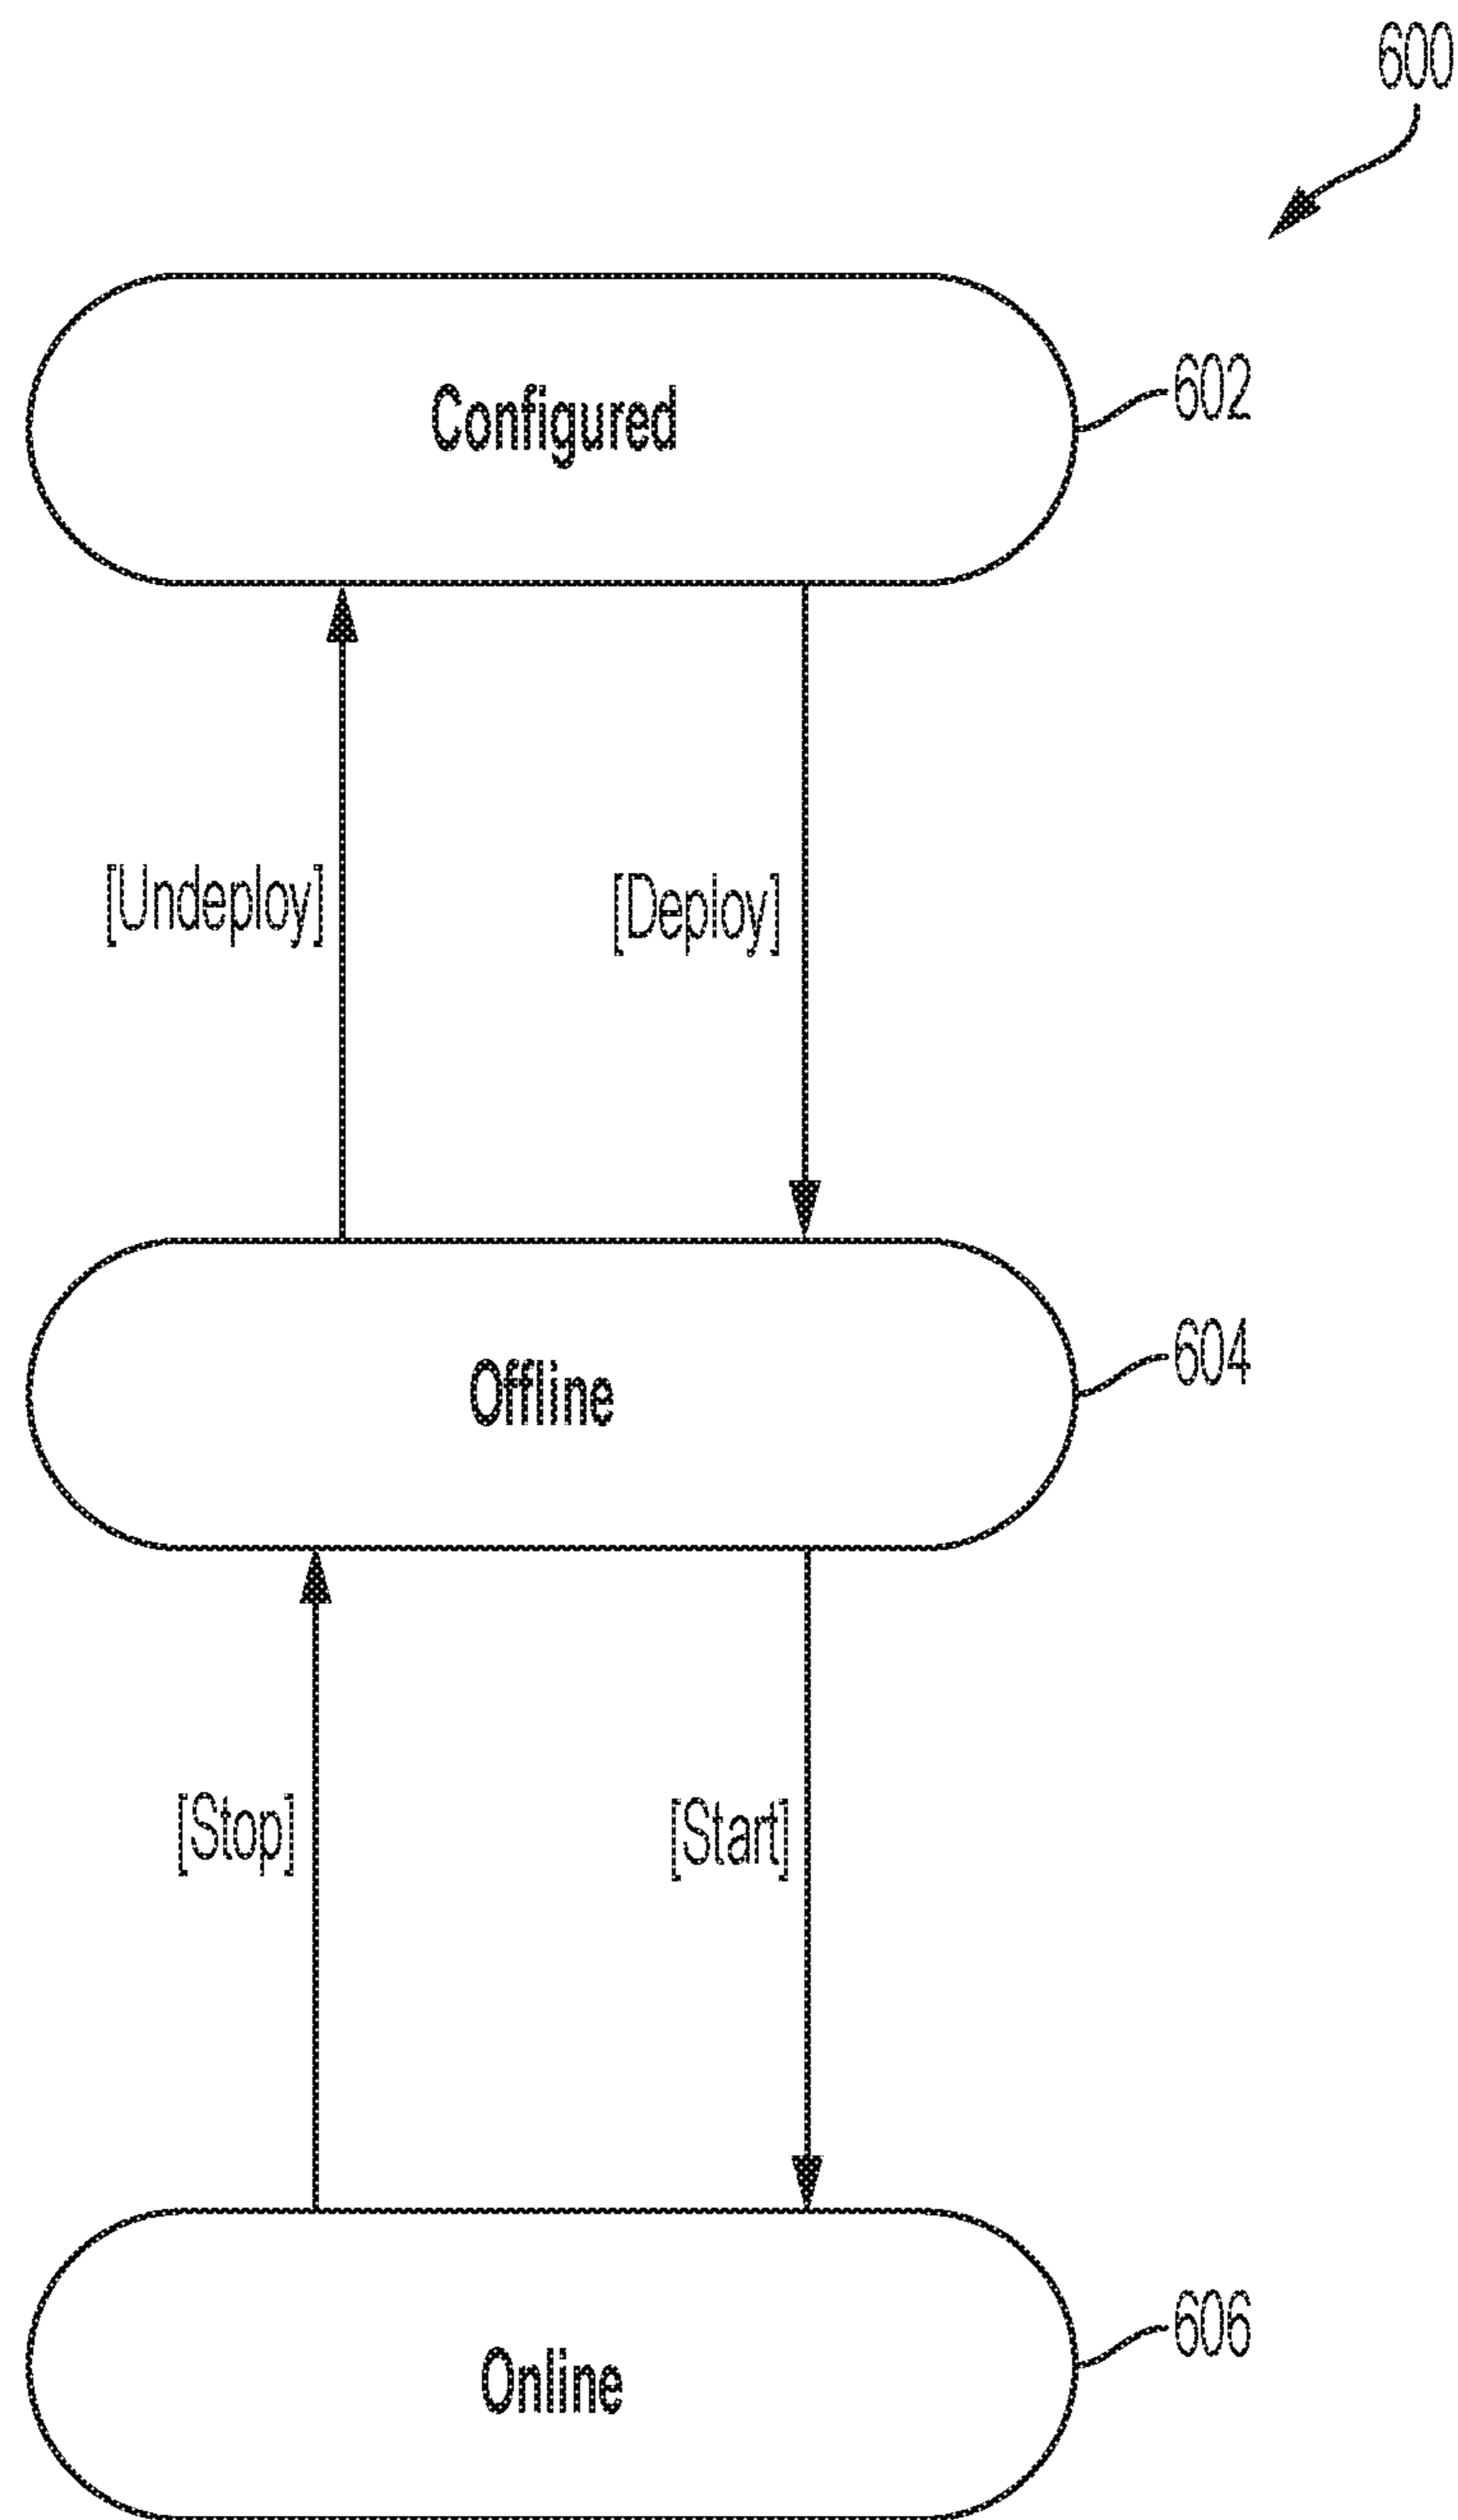 600
Configured
602
[Undeploy]
[Deploy]
Offline
604
[Stop]
[Start]
Online
606